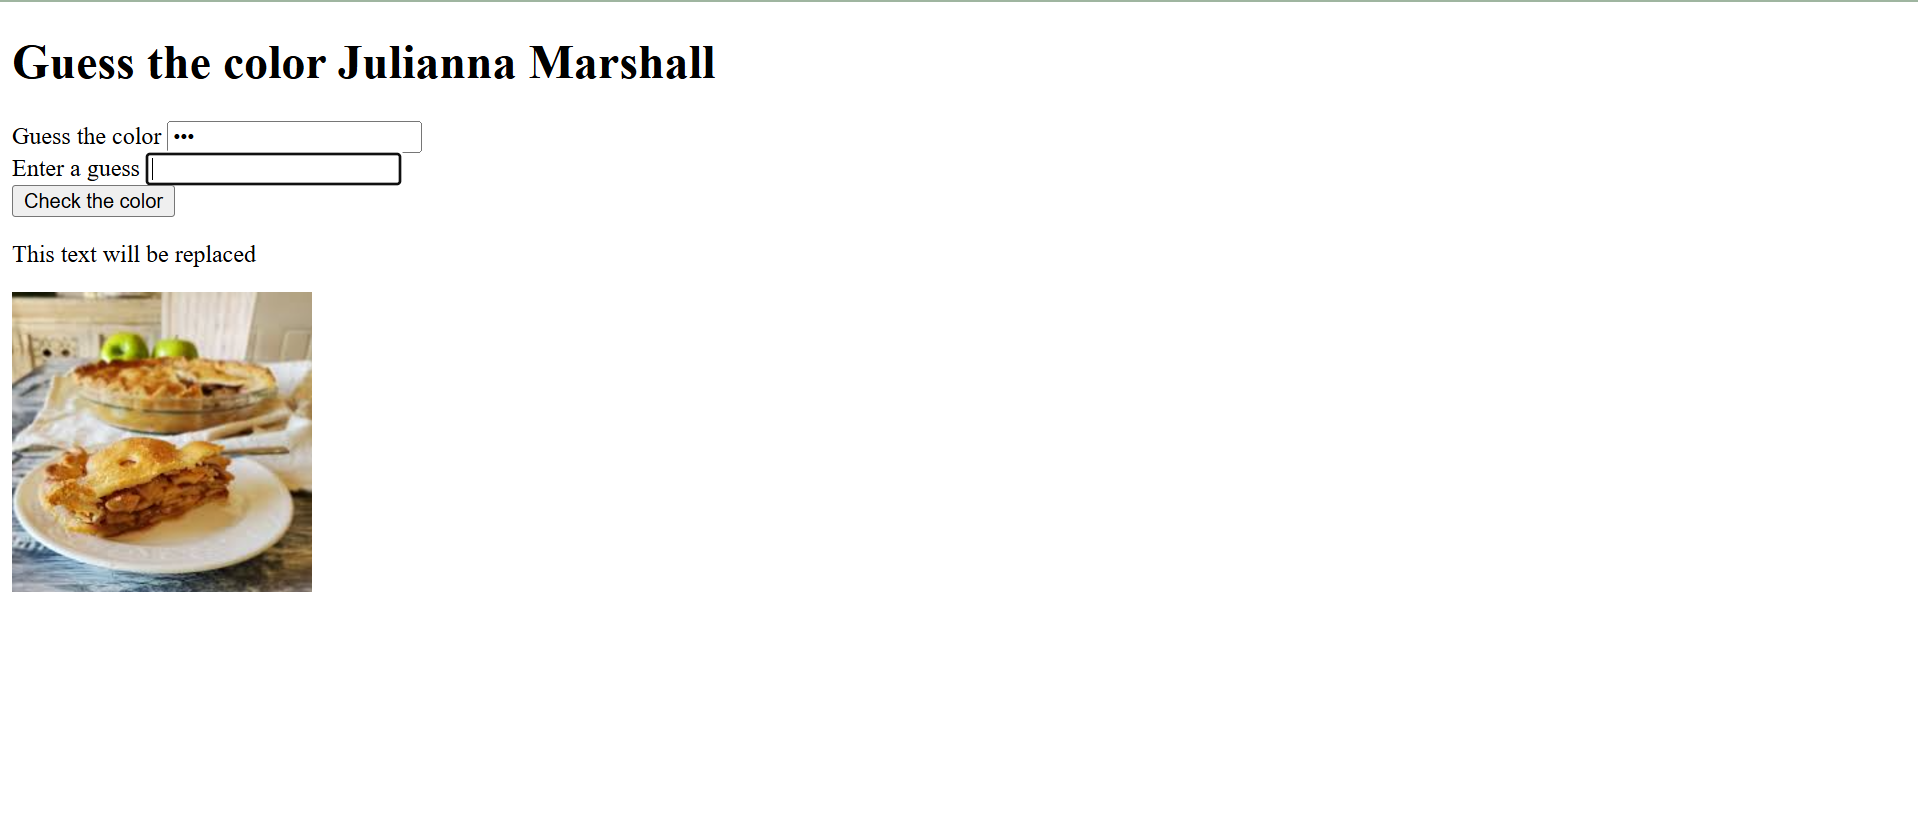 Guess the color Julianna Marshall
Guess the color •••
Enter a guess
Check the color
This text will be replaced